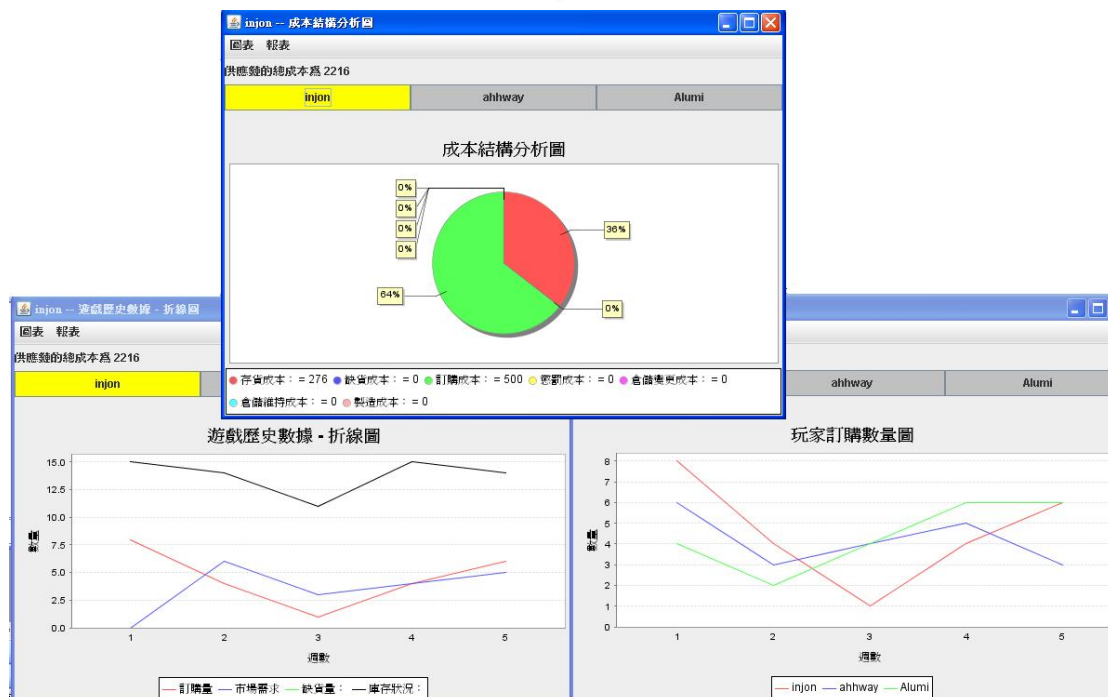 injon -- 成本結構分析圖
圖表 報表
供應鏈的總成本為 2216
injon ahhway Alumi
成本結構分析圖
0%
0%
0%
0%
36%
64%
0%
存貨成本：= 276 缺貨成本：= 0 訂購成本：= 500 懲罰成本：= 0 倉儲變更成本：= 0
倉儲維持成本：= 0 製造成本：= 0
injon -- 遊戲歷史數據 - 折線圖
圖表 報表
供應鏈的總成本為 2216
injon
遊戲歷史數據 - 折線圖
15.0
12.5
10.0
7.5
5.0
2.5
0.0
數量
1 2 3 4 5
週數
訂購量 市場需求 缺貨量： 庫存狀況：
ahhway Alumi
玩家訂購數量圖
8
7
6
5
4
3
2
1
0
數量
1 2 3 4 5
週數
injon ahhway Alumi